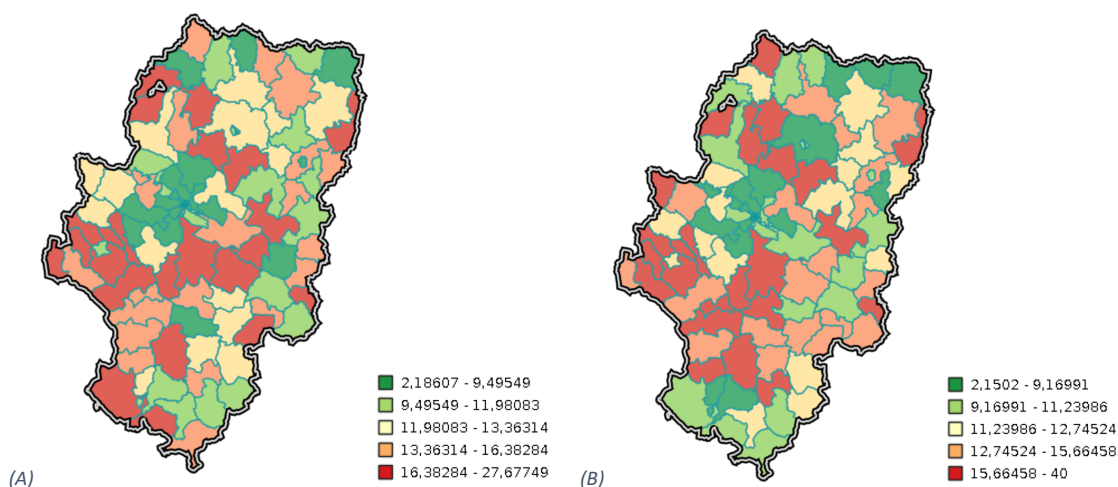 2,18607 - 9,49549
9,49549 - 11,98083
11,98083 - 13,36314
13,36314 - 16,38284
16,38284 - 27,67749
(A)
2,1502 - 9,16991
9,16991 - 11,23986
11,23986 - 12,74524
12,74524 - 15,66458
15,66458 - 40
(B)